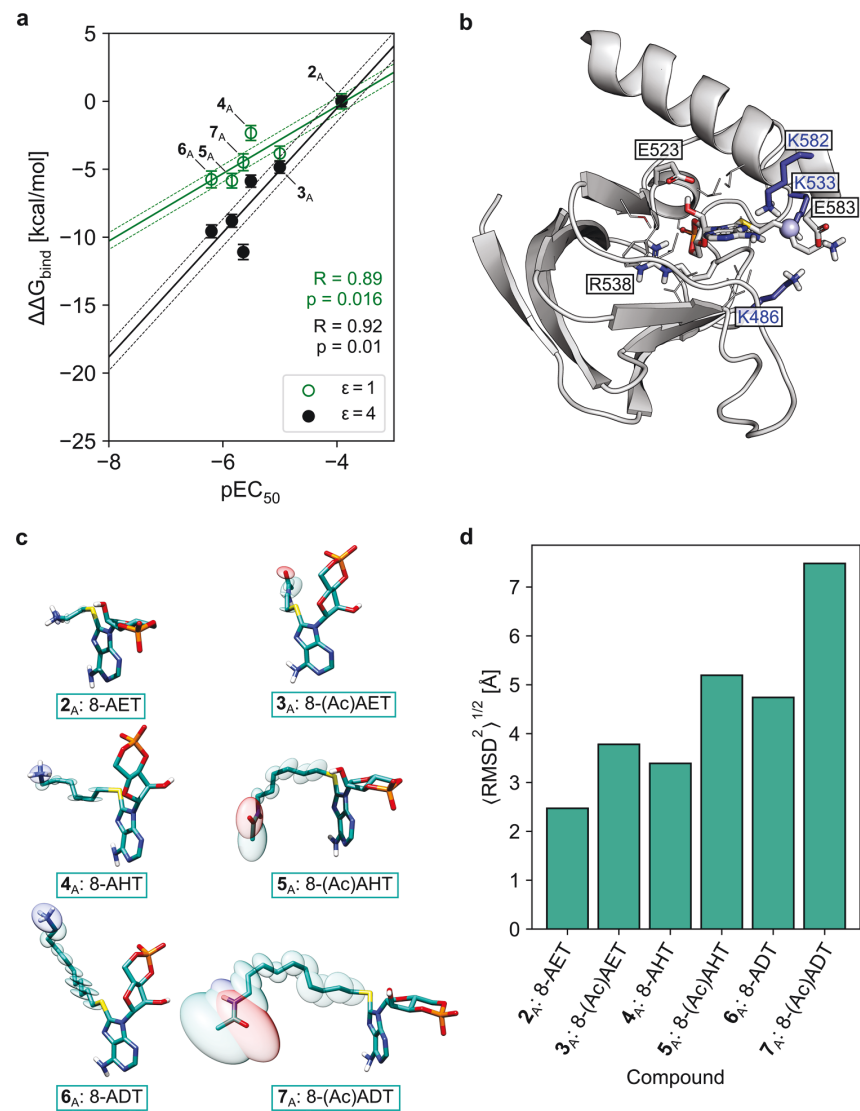 a
5
0
−5
−10
−15
−20
−25
ΔΔG_bind [kcal/mol]
2_A
4_A
7_A
6_A
5_A
3_A
R = 0.89
p = 0.016
R = 0.92
p = 0.01
ε = 1
ε = 4
−8
−6
−4
pEC_50
b
K582
E523
K533
E583
R538
K486
c
2_A: 8-AET
3_A: 8-(Ac)AET
4_A: 8-AHT
5_A: 8-(Ac)AHT
6_A: 8-ADT
7_A: 8-(Ac)ADT
d
7
6
5
4
3
2
1
0
⟨RMSD²⟩^1/2 [Å]
2_A: 8-AET
3_A: 8-(Ac)AET
4_A: 8-AHT
5_A: 8-(Ac)AHT
6_A: 8-ADT
7_A: 8-(Ac)ADT
Compound